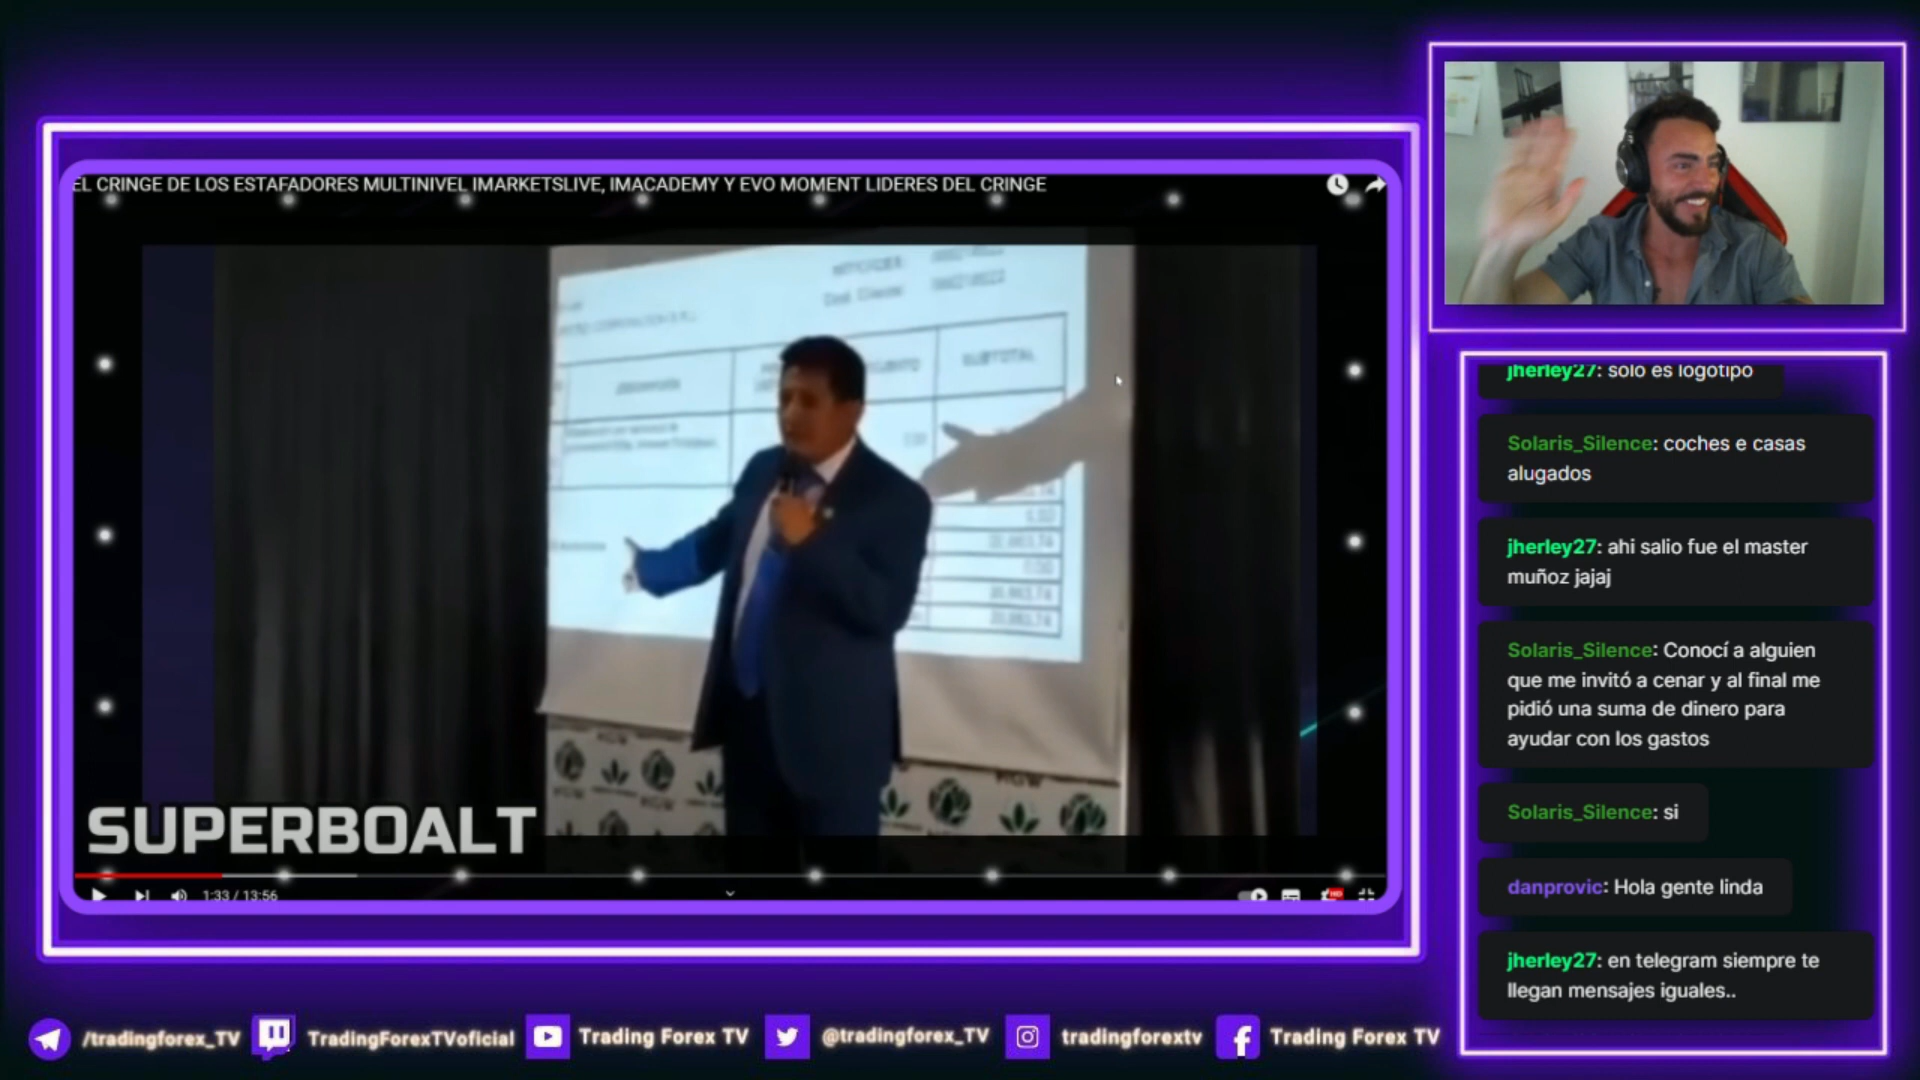 EL CRINGE DE LOS ESTAFADORES MULTINIVEL IMARKETSLIVE, IMACADEMY Y EVO MOMENT LIDERES DEL CRINGE
SUBTOTAL
SUPERBOALT
1:33 / 13:56
HD
jherley27: solo es logotipo
Solaris_Silence: coches e casas
alugados
jherley27: ahi salio fue el master
muñoz jajaj
Solaris_Silence: Conocí a alguien
que me invitó a cenar y al final me
pidió una suma de dinero para
ayudar con los gastos
Solaris_Silence: si
danprovic: Hola gente linda
jherley27: en telegram siempre te
llegan mensajes iguales..
/tradingforex_TV
TradingForexTVoficial
Trading Forex TV
@tradingforex_TV
tradingforextv
Trading Forex TV